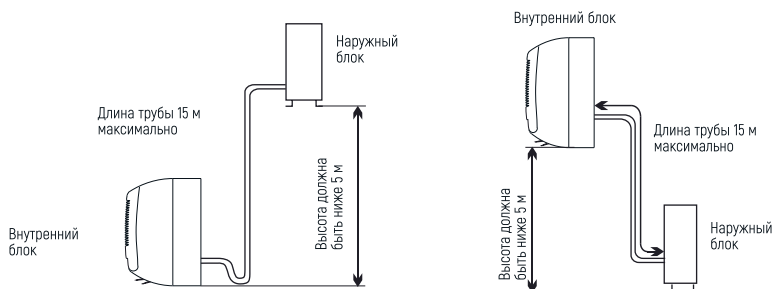 Наружный
блок
Длина трубы 15 м
максимально
Высота должна
быть ниже 5 м
Внутренний
блок
Внутренний блок
Длина трубы 15 м
максимально
Высота должна
быть ниже 5 м
Наружный
блок